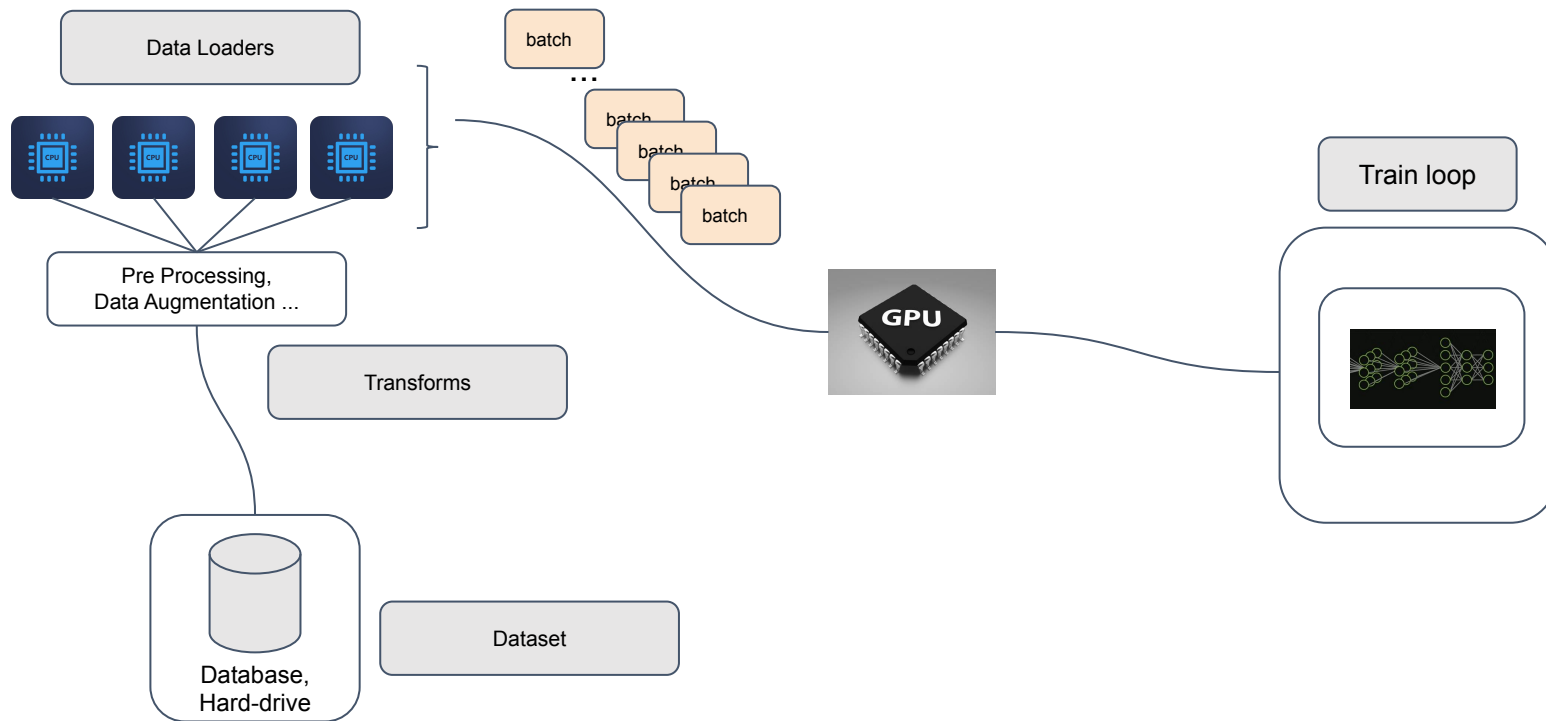 Data Loaders
batch
...
batch
batch
batch
batch
CPU
CPU
CPU
CPU
Pre Processing,
Data Augmentation ...
Transforms
GPU
Train loop
Database,
Hard-drive
Dataset